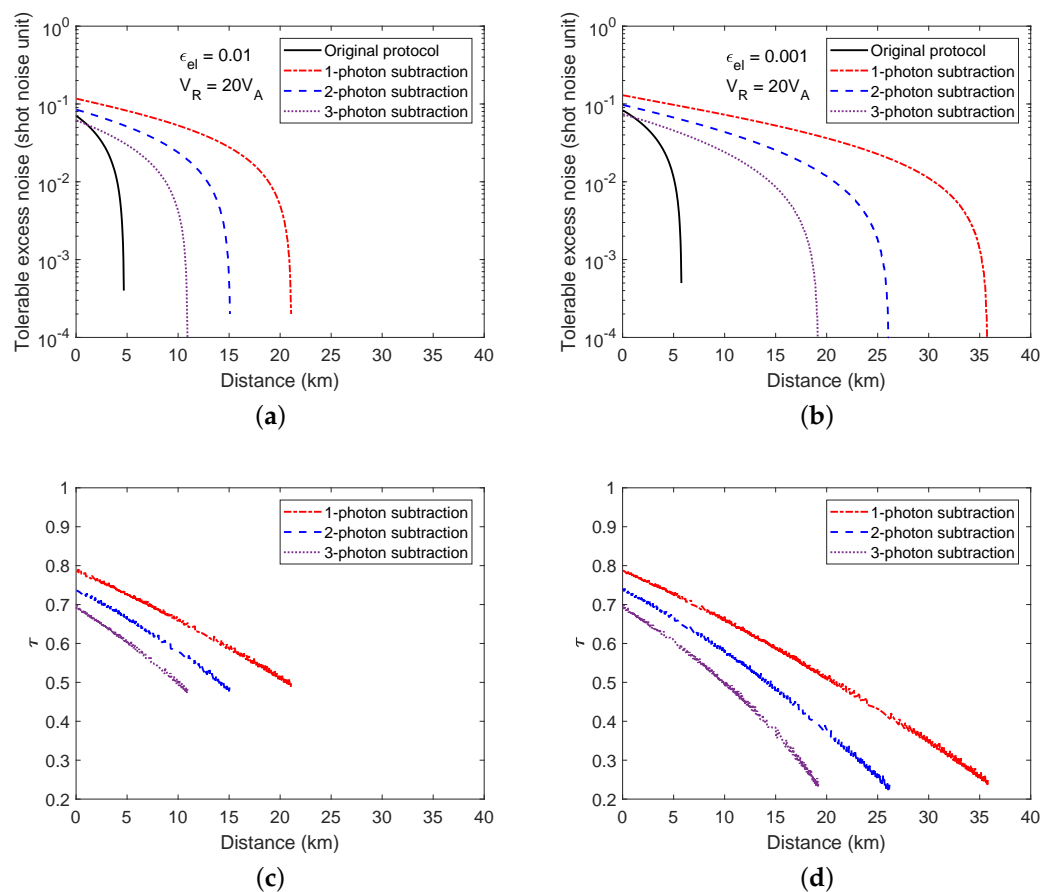 10^0
10^-1
10^-2
10^-3
10^-4
Tolerable excess noise (shot noise unit)
ϵ_el = 0.01
V_R = 20V_A
Original protocol
1-photon subtraction
2-photon subtraction
3-photon subtraction
0 5 10 15 20 25 30 35 40
Distance (km)
(a)
10^0
10^-1
10^-2
10^-3
10^-4
Tolerable excess noise (shot noise unit)
ϵ_el = 0.001
V_R = 20V_A
Original protocol
1-photon subtraction
2-photon subtraction
3-photon subtraction
0 5 10 15 20 25 30 35 40
Distance (km)
(b)
1
0.9
0.8
0.7
0.6
0.5
0.4
0.3
0.2
τ
1-photon subtraction
2-photon subtraction
3-photon subtraction
0 5 10 15 20 25 30 35 40
Distance (km)
(c)
1
0.9
0.8
0.7
0.6
0.5
0.4
0.3
0.2
τ
1-photon subtraction
2-photon subtraction
3-photon subtraction
0 5 10 15 20 25 30 35 40
Distance (km)
(d)